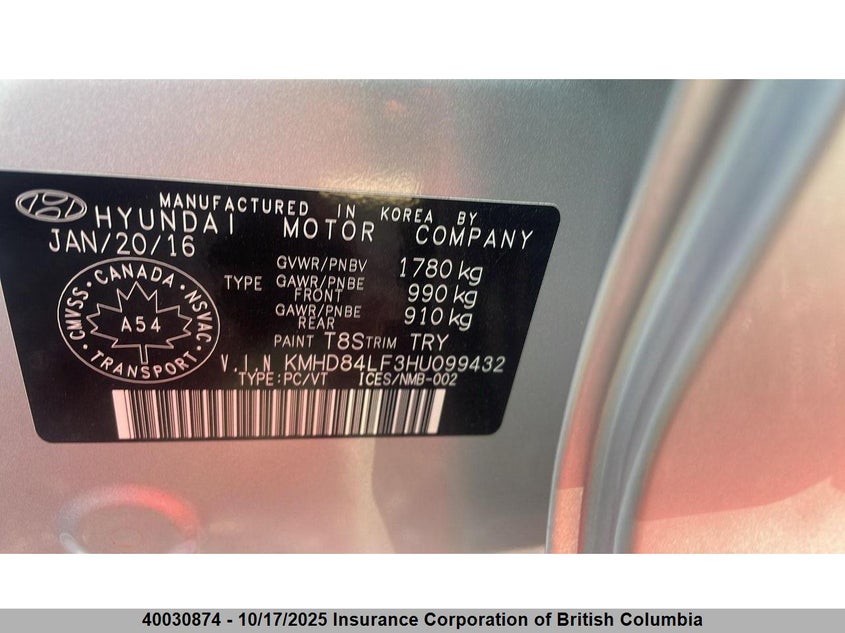 MANUFACTURED IN KOREA BY
HYUNDAI MOTOR COMPANY
JAN/20/16
GVWR/PNBV 1780 kg
TYPE GAWR/PNBE FRONT 990 kg
GAWR/PNBE REAR 910 kg
PAINT T8S TRIM TRY
V.I.N KMHD84LF3HU099432
TYPE:PC/VT ICES/NMB-002
CANADA
CMVSS NSVAC
A54
TRANSPORT
40030874 - 10/17/2025 Insurance Corporation of British Columbia